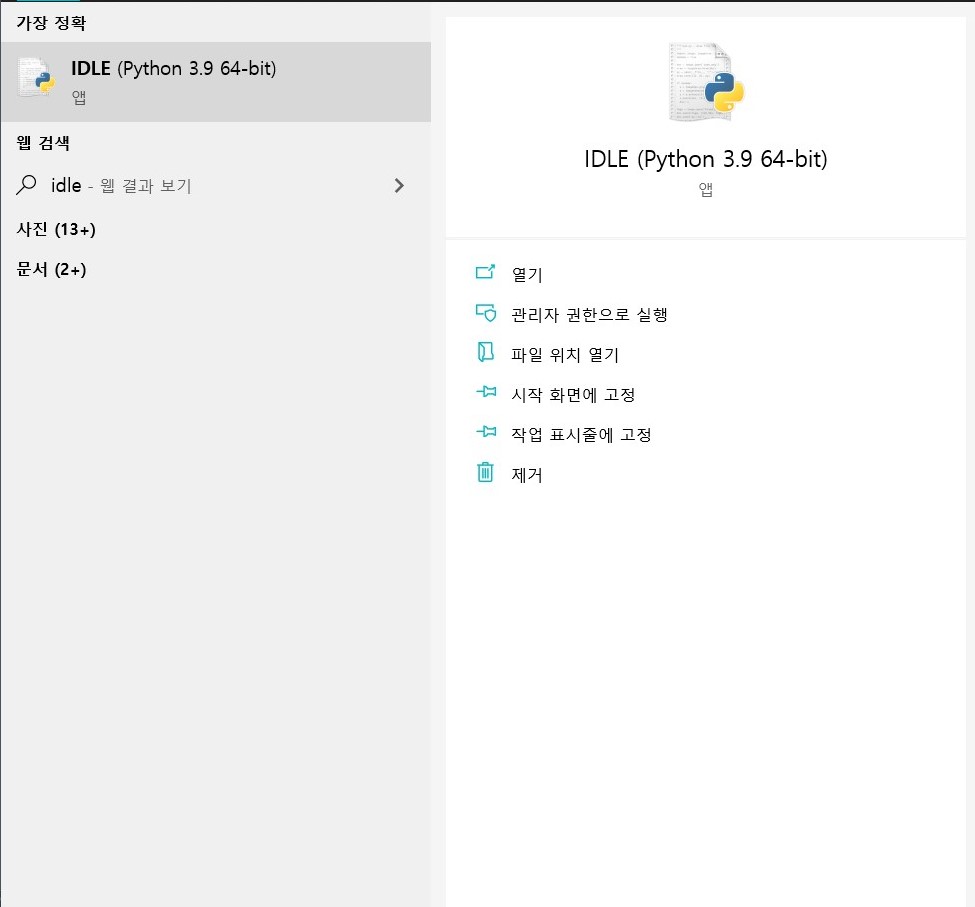 가장 정확
IDLE (Python 3.9 64-bit)
앱
웹 검색
idle - 웹 결과 보기
사진 (13+)
문서 (2+)
IDLE (Python 3.9 64-bit)
앱
열기
관리자 권한으로 실행
파일 위치 열기
시작 화면에 고정
작업 표시줄에 고정
제거